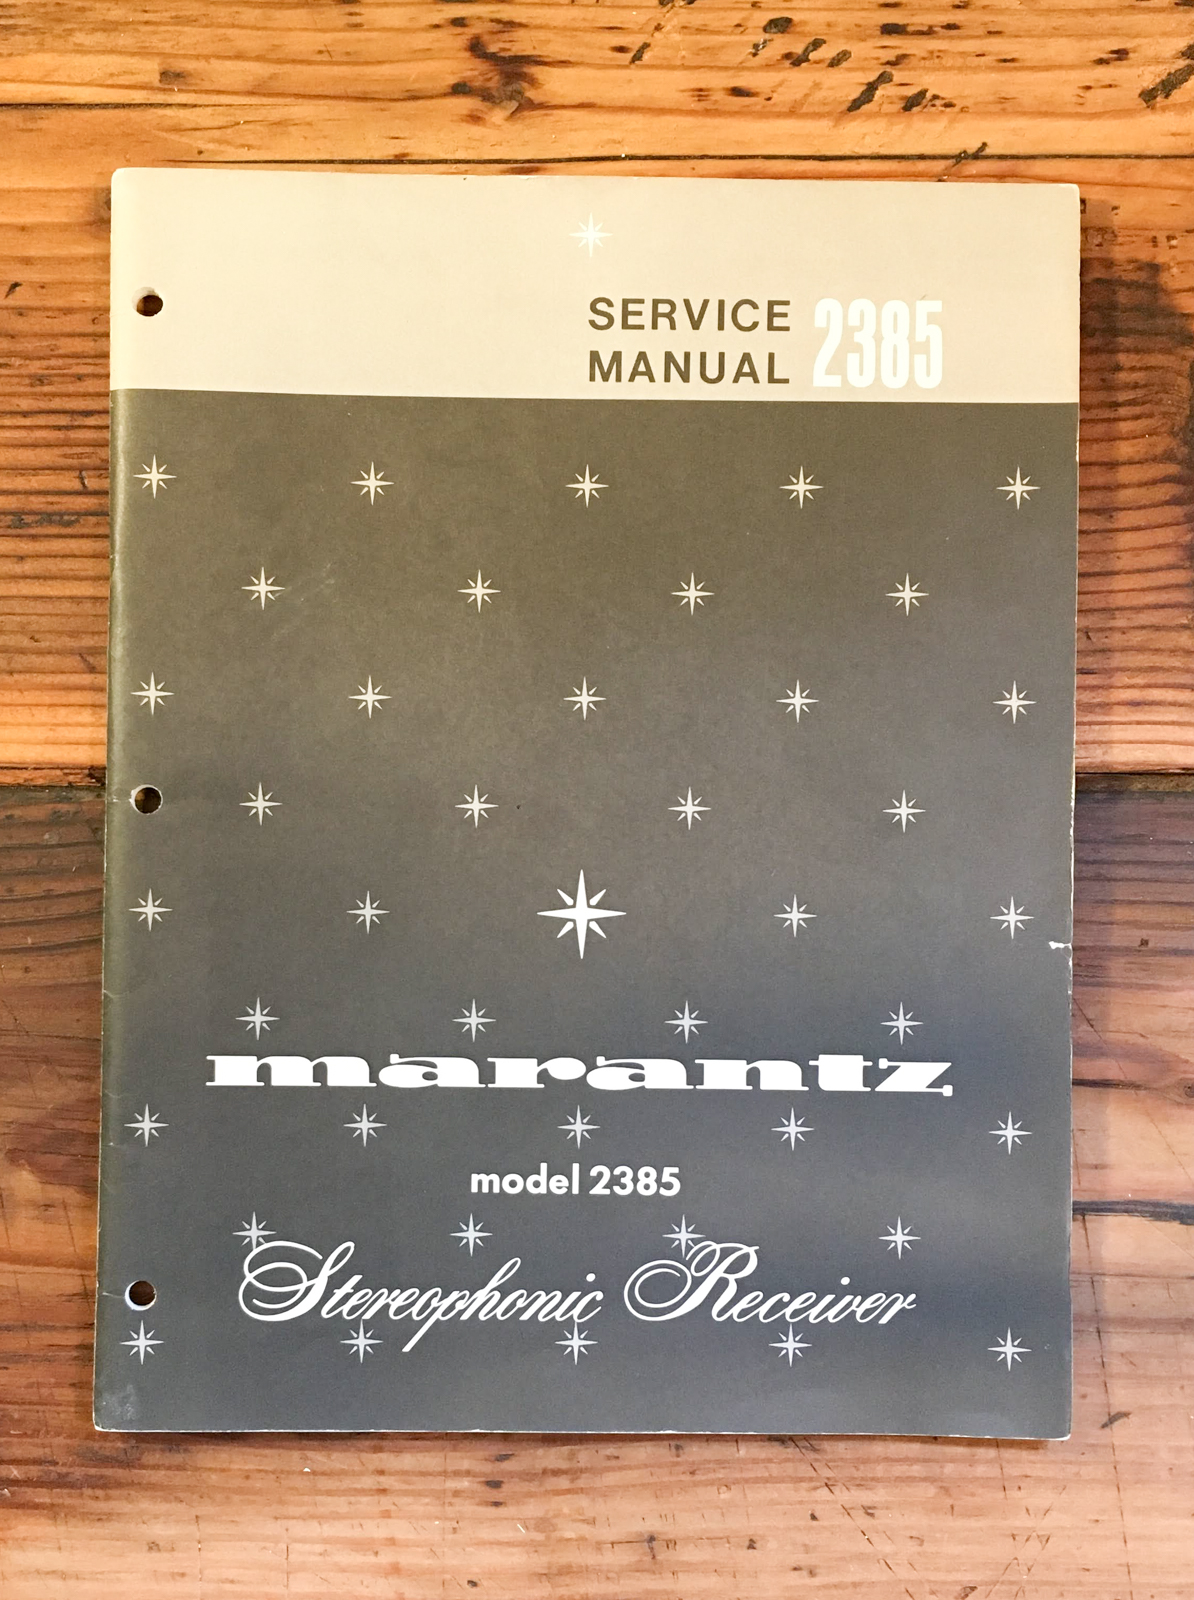 SERVICE
MANUAL 2385
marantz
model 2385
Stereophonic Receiver